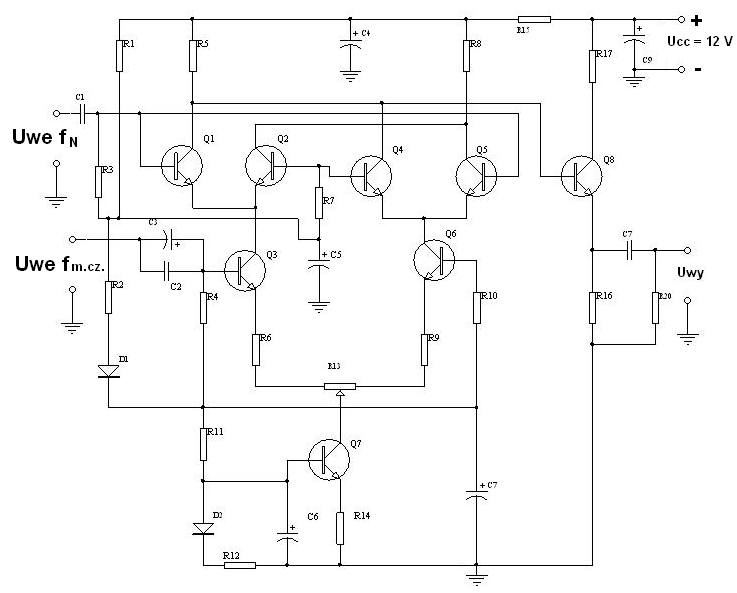 R1
R5
C4
R8
R15
+
Ucc = 12 V
R17
C9
-
C1
Uwe fN
Q1
Q2
Q4
Q5
Q8
R3
R7
C3
+
C5
Q6
C7
Uwe fm.cz.
C2
Q3
R2
R4
R10
R16
R20
Uwy
R6
R9
D1
R13
R11
Q7
C7
D2
C6
R14
R12